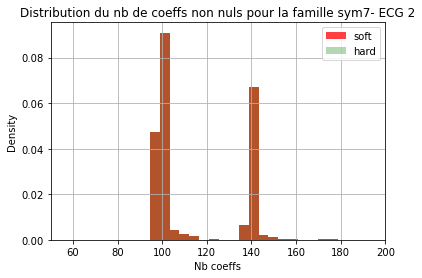 Distribution du nb de coeffs non nuls pour la famille sym7- ECG 2
soft
hard
Density
0.08
0.06
0.04
0.02
0.00
60 80 100 120 140 160 180 200
Nb coeffs